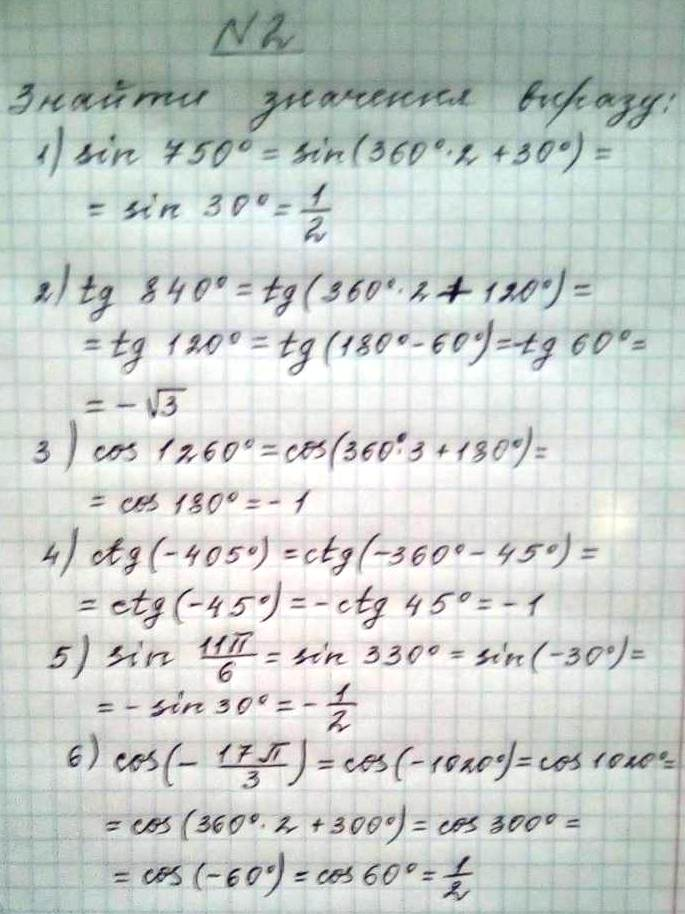 N 2
Знайти значення виразу:
1) sin 750° = sin(360°·2 + 30°) =
= sin 30° = 1/2
2) tg 840° = tg(360°·2 + 120°) =
= tg 120° = tg(180° - 60°) = -tg 60° =
= - √3
3) cos 1260° = cos(360°·3 + 180°) =
= cos 180° = - 1
4) ctg(-405°) = ctg(-360° - 45°) =
= ctg(-45°) = - ctg 45° = - 1
5) sin 11π/6 = sin 330° = sin(-30°) =
= - sin 30° = - 1/2
6) cos(- 17π/3) = cos(-1020°) = cos 1020° =
= cos(360°·2 + 300°) = cos 300° =
= cos(-60°) = cos 60° = 1/2